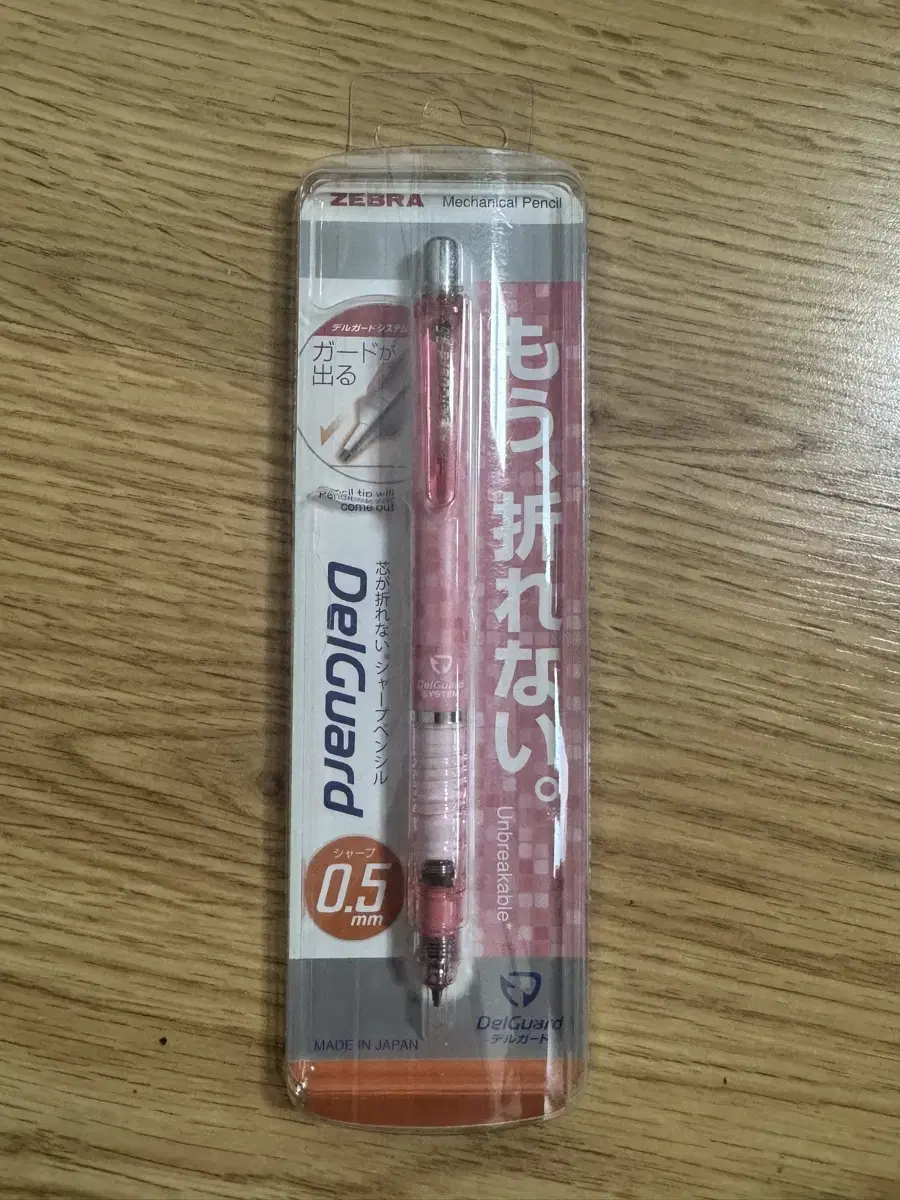 ZEBRA Mechanical Pencil
デルガードシステム
ガードが
出る
Pencil tip will
come out
もう、折れない。
Unbreakable
芯が折れない シャープペンシル
DelGuard
DelGuard
SYSTEM
シャープ
0.5
mm
DelGuard
デルガード
MADE IN JAPAN